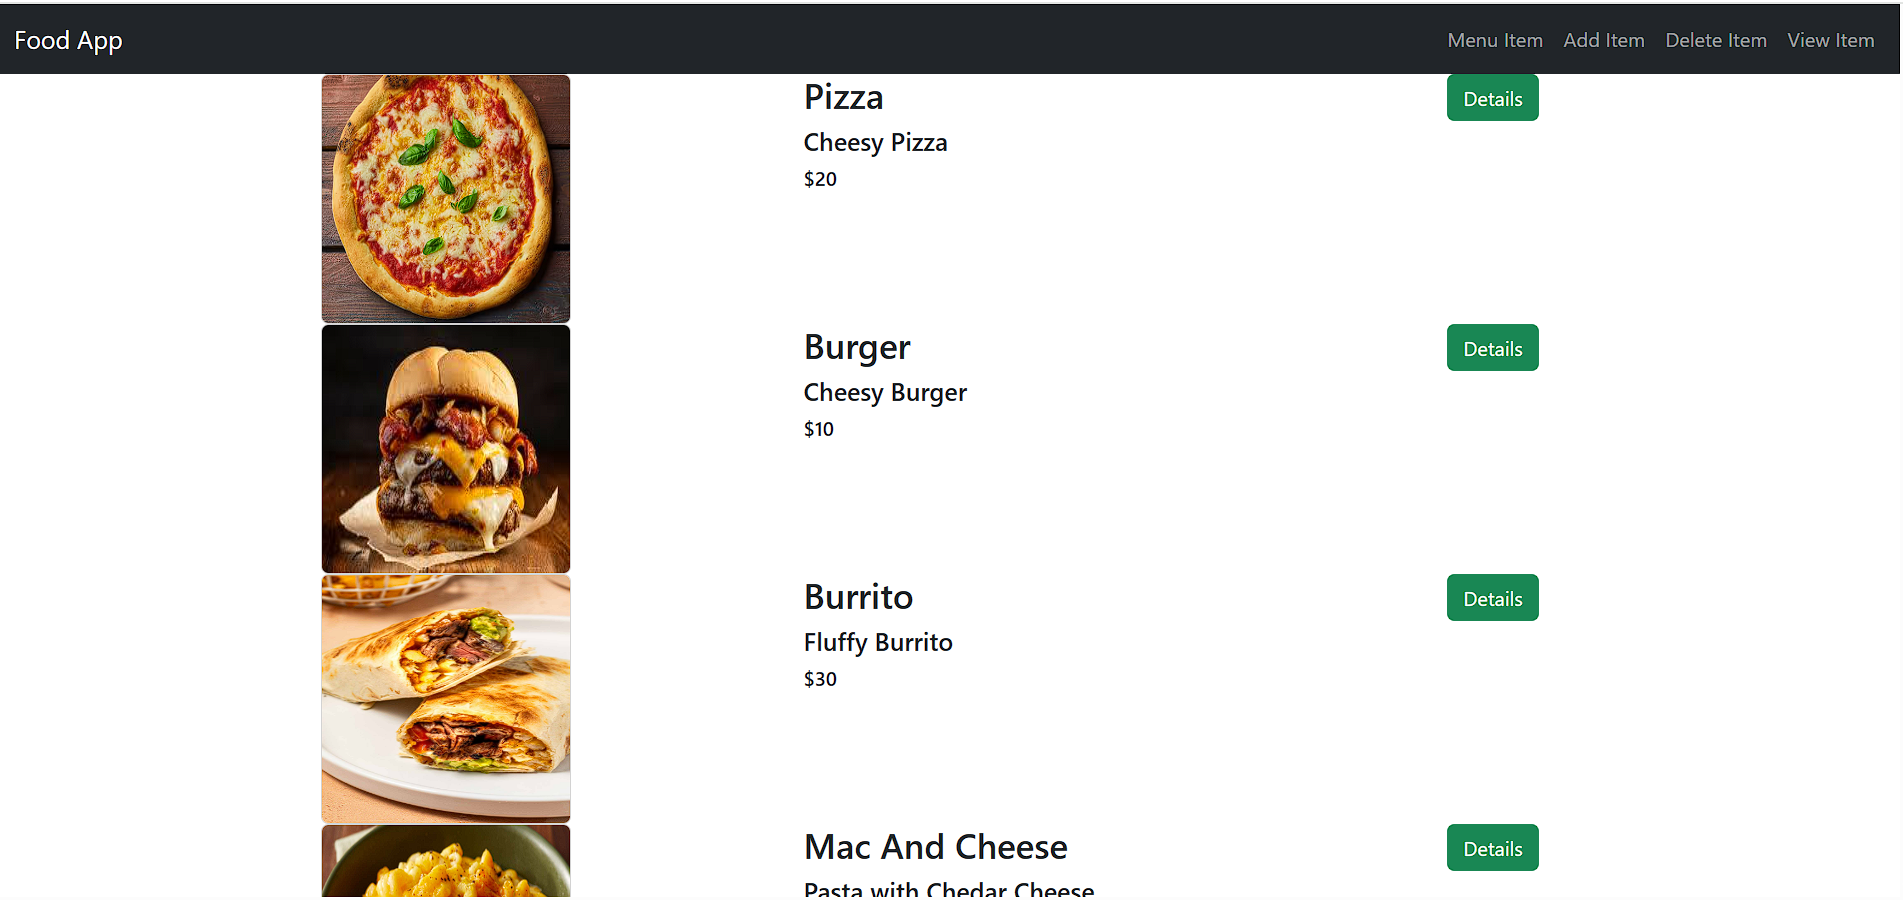 Food App
Menu Item Add Item Delete Item View Item
Pizza
Details
Cheesy Pizza
$20
Burger
Details
Cheesy Burger
$10
Burrito
Details
Fluffy Burrito
$30
Mac And Cheese
Details
Pasta with Chedar Cheese